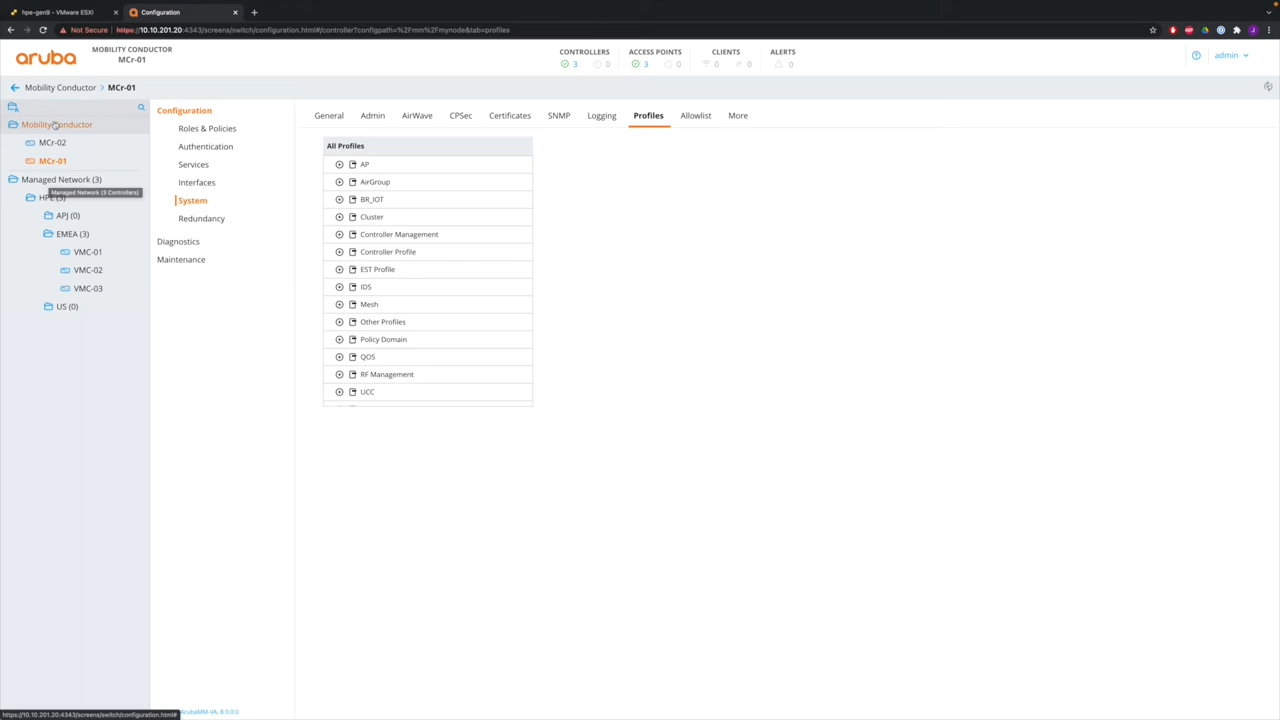 hpe-gen9 – VMware ESXi
Configuration
Not Secure https://10.10.201.20:4343/screens/switch/configuration.html#/controller?configpath=%2Fmm%2Fmynode&tab=profiles
aruba
MOBILITY CONDUCTOR
MCr-01
CONTROLLERS
3
0
ACCESS POINTS
3
0
CLIENTS
0
0
ALERTS
0
admin
Mobility Conductor > MCr-01
Mobility Conductor
MCr-02
MCr-01
Managed Network (3)
Managed Network (3 Controllers)
HPE (3)
APJ (0)
EMEA (3)
VMC-01
VMC-02
VMC-03
US (0)
Configuration
Roles & Policies
Authentication
Services
Interfaces
System
Redundancy
Diagnostics
Maintenance
General
Admin
AirWave
CPSec
Certificates
SNMP
Logging
Profiles
Allowlist
More
All Profiles
AP
AirGroup
BR_IOT
Cluster
Controller Management
Controller Profile
EST Profile
IDS
Mesh
Other Profiles
Policy Domain
QOS
RF Management
UCC
https://10.10.201.20:4343/screens/switch/configuration.html#
ArubaMM-VA, 8.9.0.0